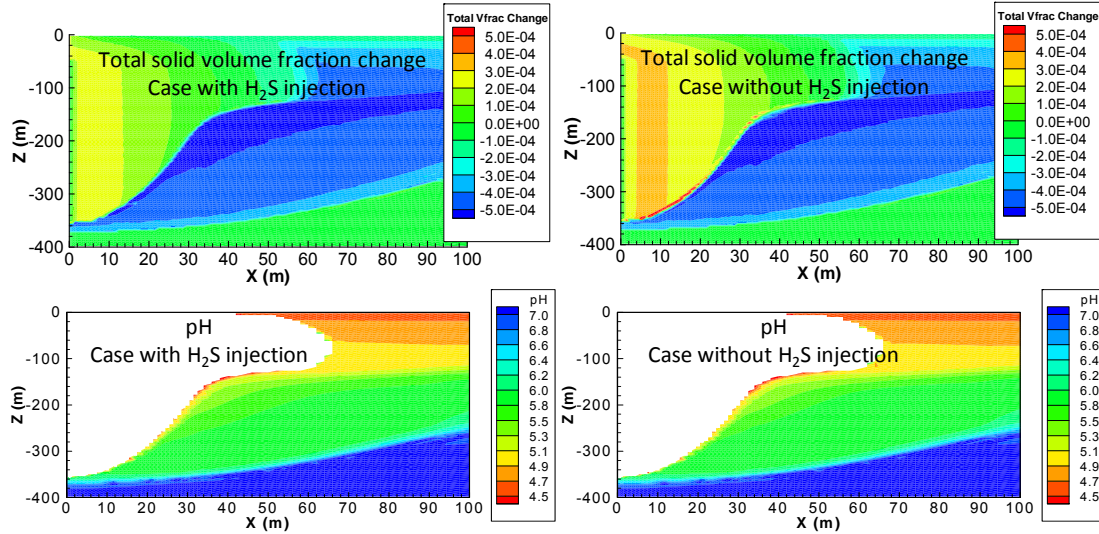 Total Vfrac Change
5.0E-04
4.0E-04
3.0E-04
2.0E-04
1.0E-04
0.0E+00
-1.0E-04
-2.0E-04
-3.0E-04
-4.0E-04
-5.0E-04
Total solid volume fraction change
Case with H₂S injection
0
-100
-200
-300
-400
Z (m)
0 10 20 30 40 50 60 70 80 90 100
X (m)
Total Vfrac Change
5.0E-04
4.0E-04
3.0E-04
2.0E-04
1.0E-04
0.0E+00
-1.0E-04
-2.0E-04
-3.0E-04
-4.0E-04
-5.0E-04
Total solid volume fraction change
Case without H₂S injection
0
-100
-200
-300
-400
Z (m)
0 10 20 30 40 50 60 70 80 90 100
X (m)
pH
7.0
6.8
6.6
6.4
6.2
6.0
5.8
5.6
5.5
5.3
5.1
4.9
4.7
4.5
pH
Case with H₂S injection
0
-100
-200
-300
-400
Z (m)
0 10 20 30 40 50 60 70 80 90 100
X (m)
pH
7.0
6.8
6.6
6.4
6.2
6.0
5.8
5.6
5.5
5.3
5.1
4.9
4.7
4.5
pH
Case without H₂S injection
0
-100
-200
-300
-400
Z (m)
0 10 20 30 40 50 60 70 80 90 100
X (m)